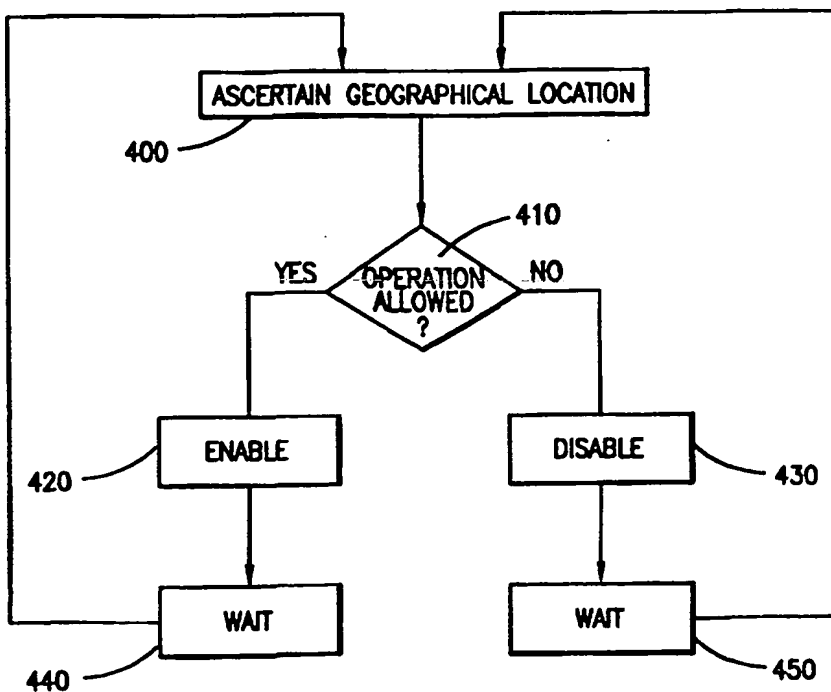 ASCERTAIN GEOGRAPHICAL LOCATION
400
410
YES
OPERATION
ALLOWED
?
NO
ENABLE
420
DISABLE
430
WAIT
440
WAIT
450